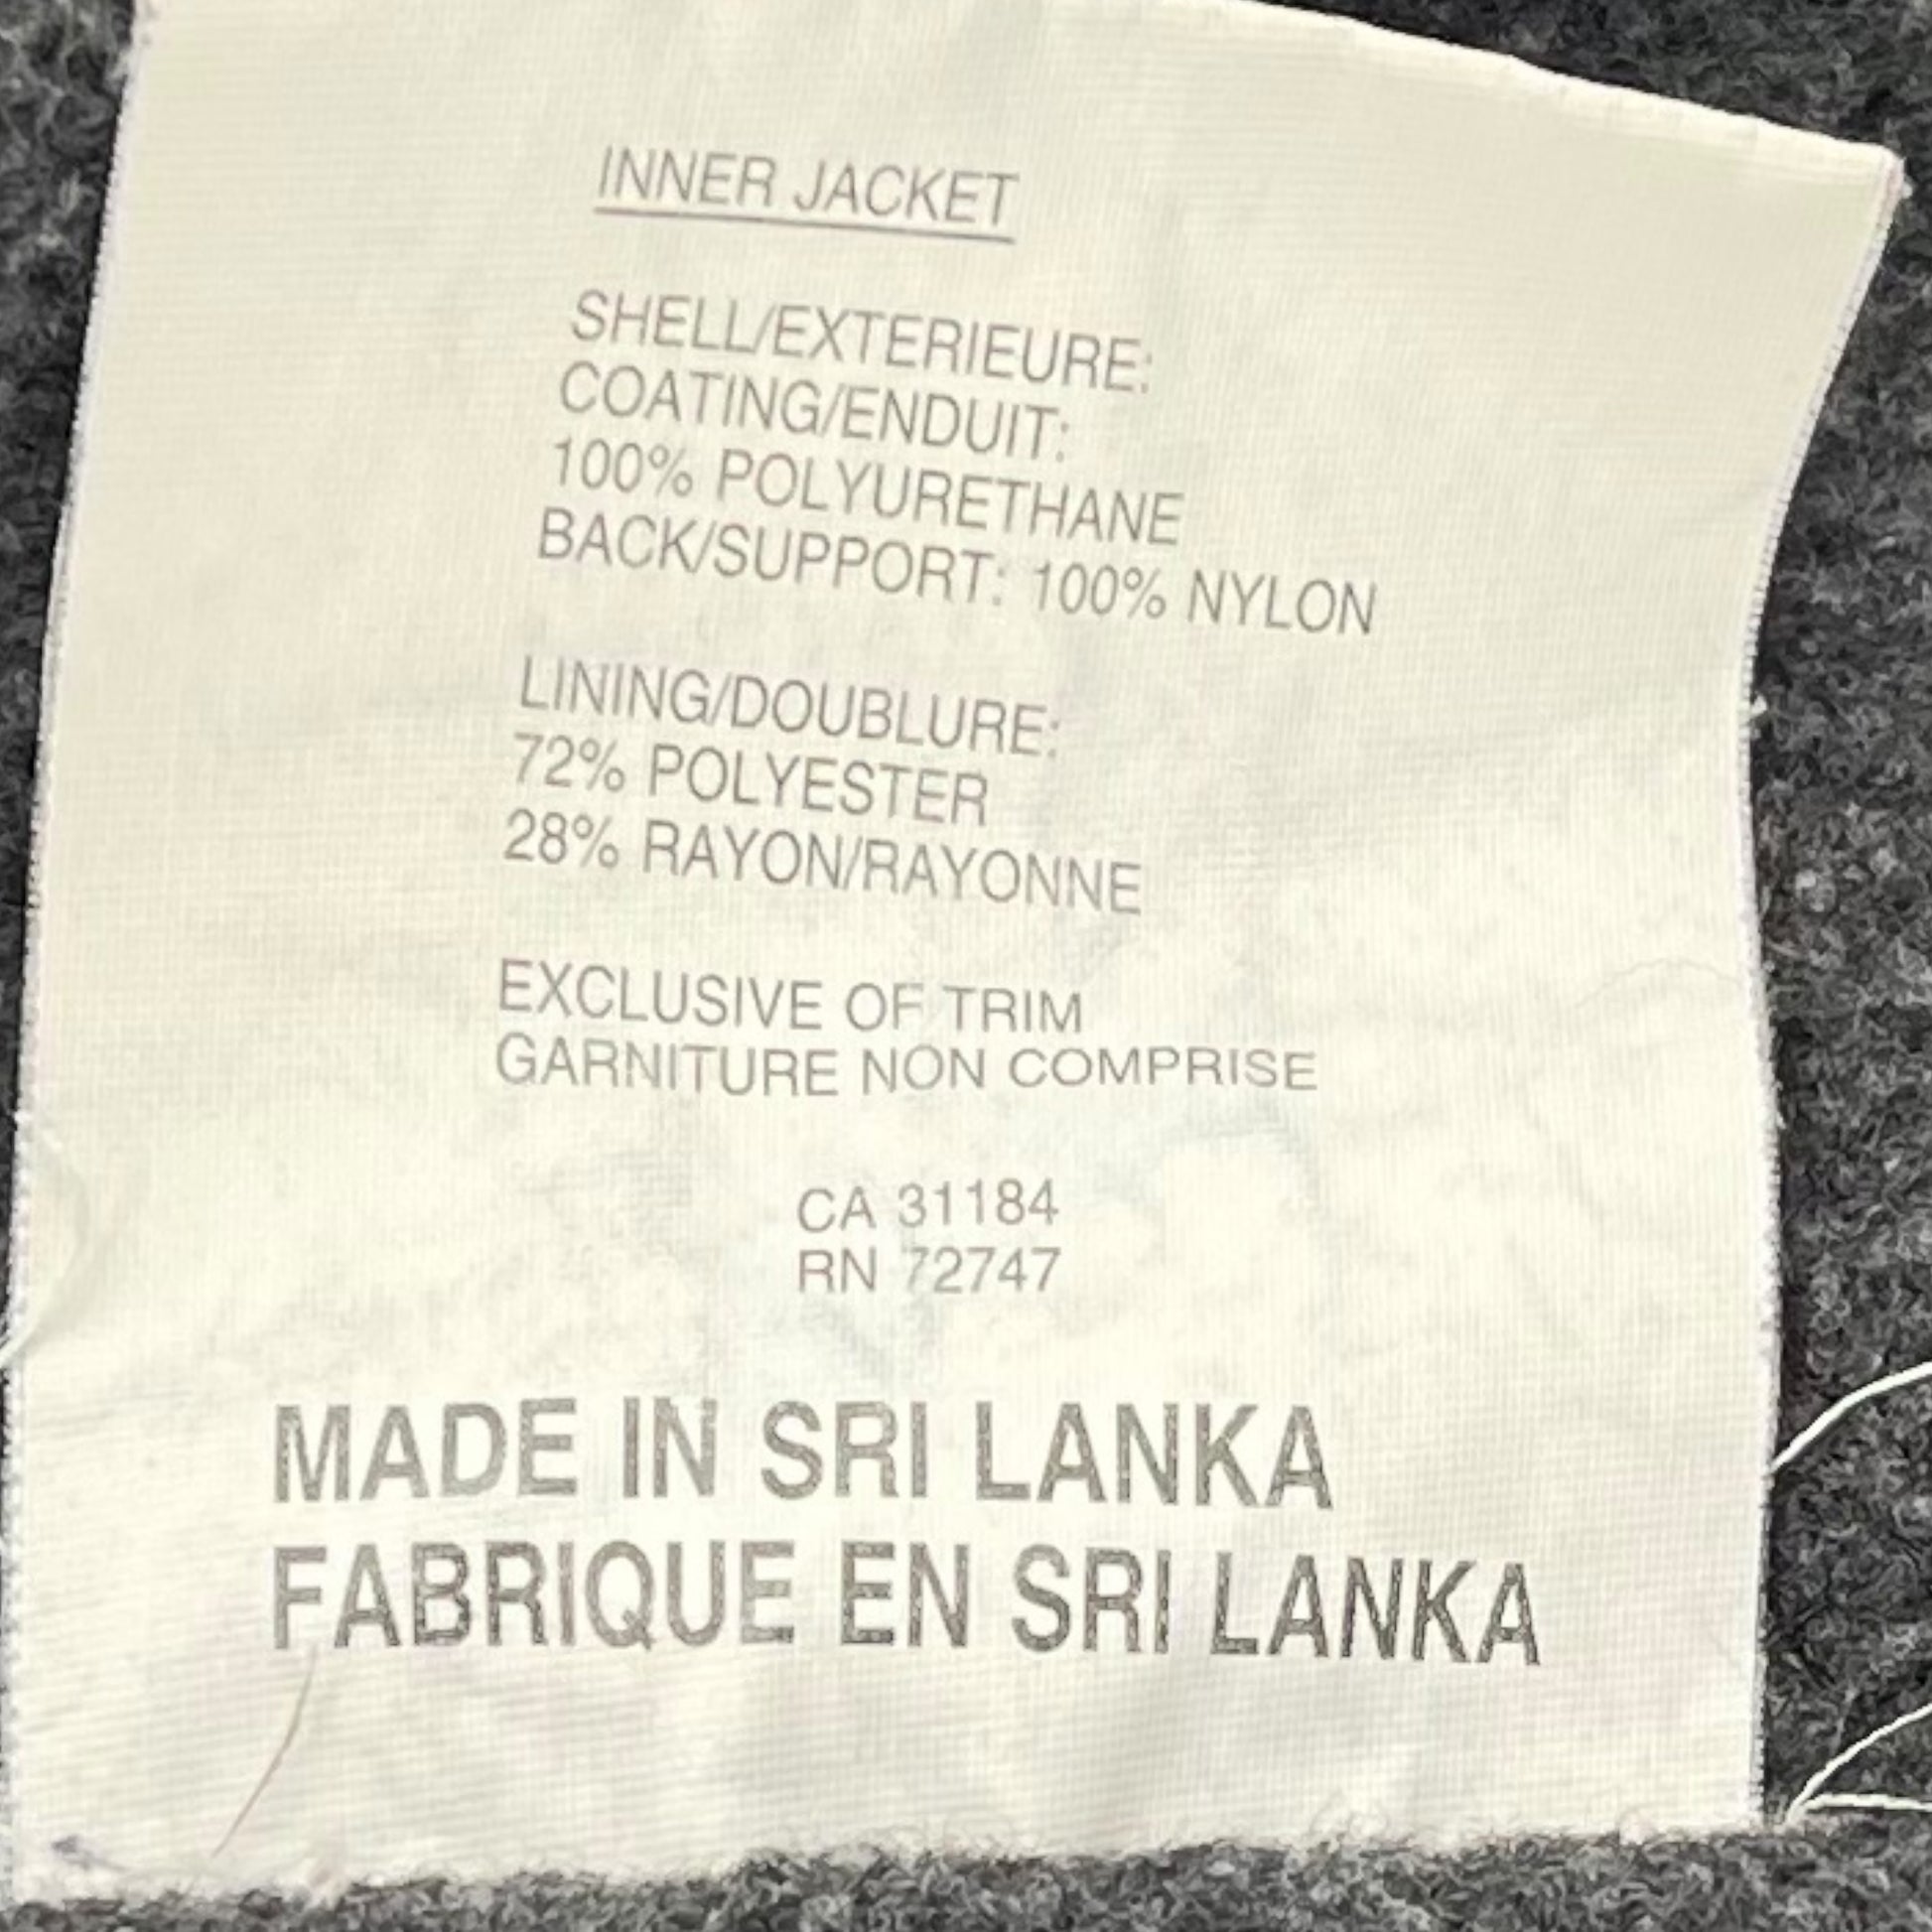 INNER JACKET
SHELL/EXTERIEURE:
COATING/ENDUIT:
100% POLYURETHANE
BACK/SUPPORT: 100% NYLON
LINING/DOUBLURE:
72% POLYESTER
28% RAYON/RAYONNE
EXCLUSIVE OF TRIM
GARNITURE NON COMPRISE
CA 31184
RN 72747
MADE IN SRI LANKA
FABRIQUE EN SRI LANKA